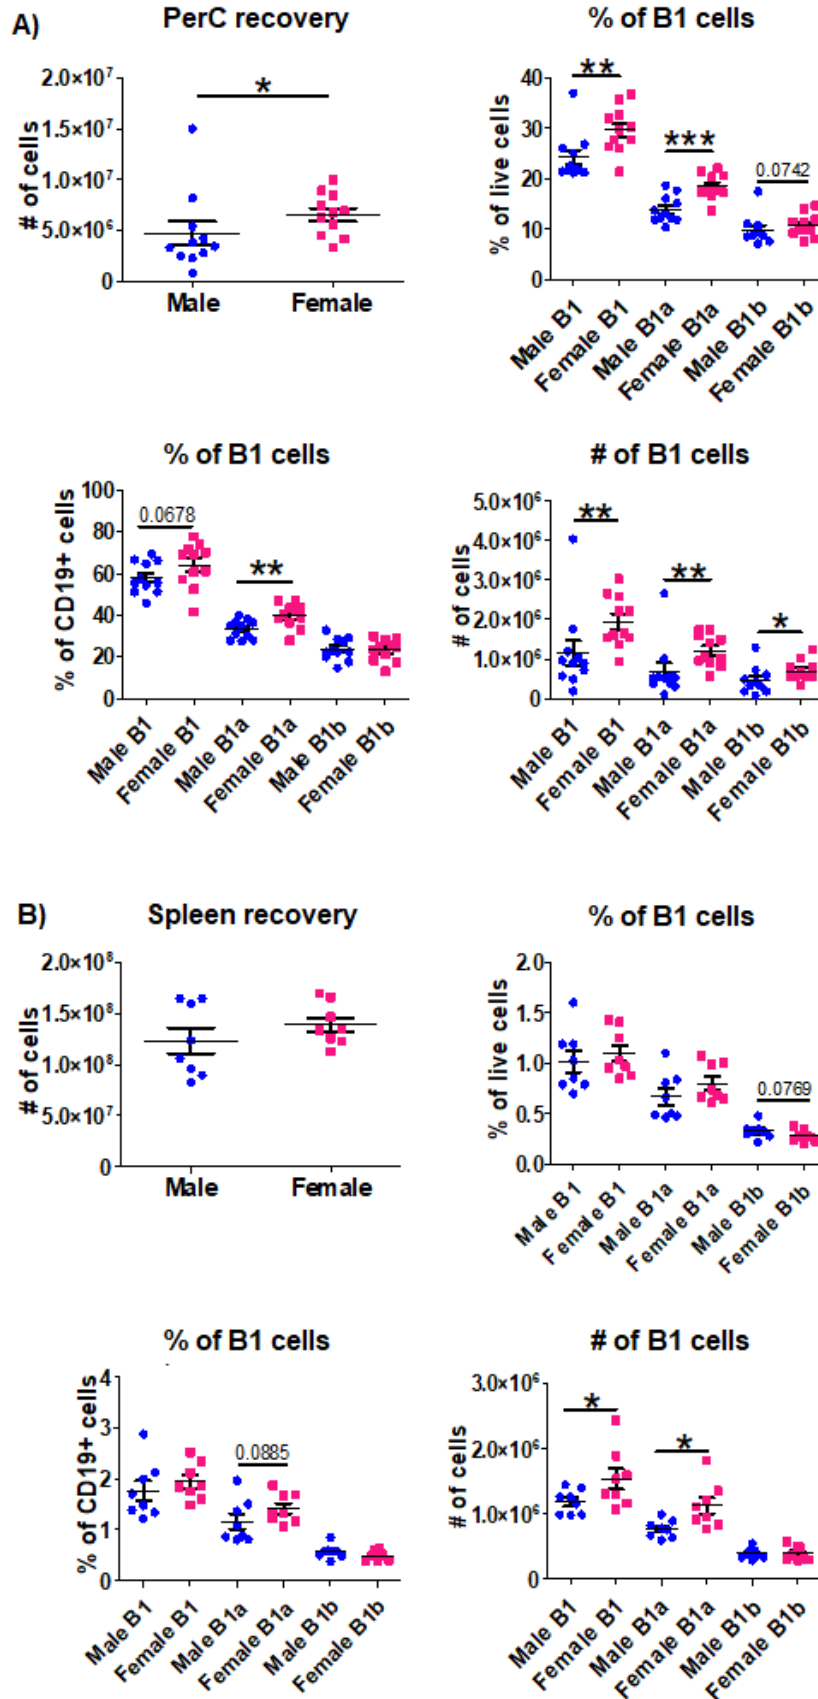 A)
PerC recovery
# of cells
2.0×10⁷
1.5×10⁷
1.0×10⁷
5.0×10⁶
0
*
Male
Female
% of B1 cells
% of live cells
40
30
20
10
0
**
***
0.0742
Male B1
Female B1
Male B1a
Female B1a
Male B1b
Female B1b
% of B1 cells
% of CD19+ cells
100
80
60
40
20
0
0.0678
**
Male B1
Female B1
Male B1a
Female B1a
Male B1b
Female B1b
# of B1 cells
# of cells
5.0×10⁶
4.0×10⁶
3.0×10⁶
2.0×10⁶
1.0×10⁶
0
**
**
*
Male B1
Female B1
Male B1a
Female B1a
Male B1b
Female B1b
B)
Spleen recovery
# of cells
2.0×10⁸
1.5×10⁸
1.0×10⁸
5.0×10⁷
0
Male
Female
% of B1 cells
% of live cells
2.0
1.5
1.0
0.5
0.0
0.0769
Male B1
Female B1
Male B1a
Female B1a
Male B1b
Female B1b
% of B1 cells
% of CD19+ cells
4
3
2
1
0
0.0885
Male B1
Female B1
Male B1a
Female B1a
Male B1b
Female B1b
# of B1 cells
# of cells
3.0×10⁶
2.0×10⁶
1.0×10⁶
0
*
*
Male B1
Female B1
Male B1a
Female B1a
Male B1b
Female B1b